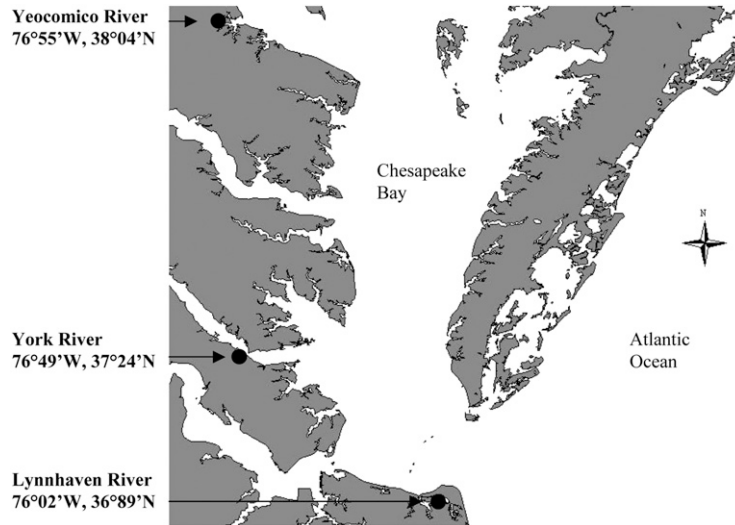 Yeocomico River
76°55’W, 38°04’N
Chesapeake
Bay
N
York River
76°49’W, 37°24’N
Atlantic
Ocean
Lynnhaven River
76°02’W, 36°89’N